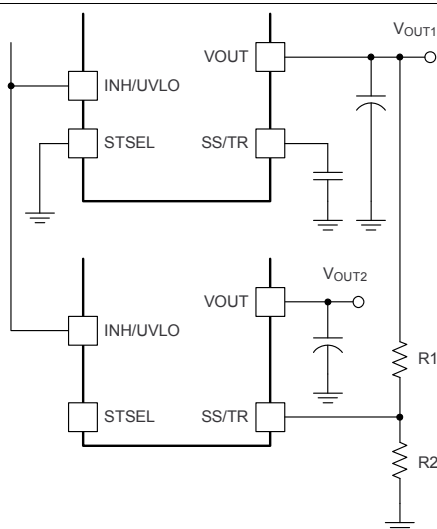 VOUT1
VOUT
INH/UVLO
STSEL
SS/TR
VOUT2
VOUT
INH/UVLO
R1
STSEL
SS/TR
R2